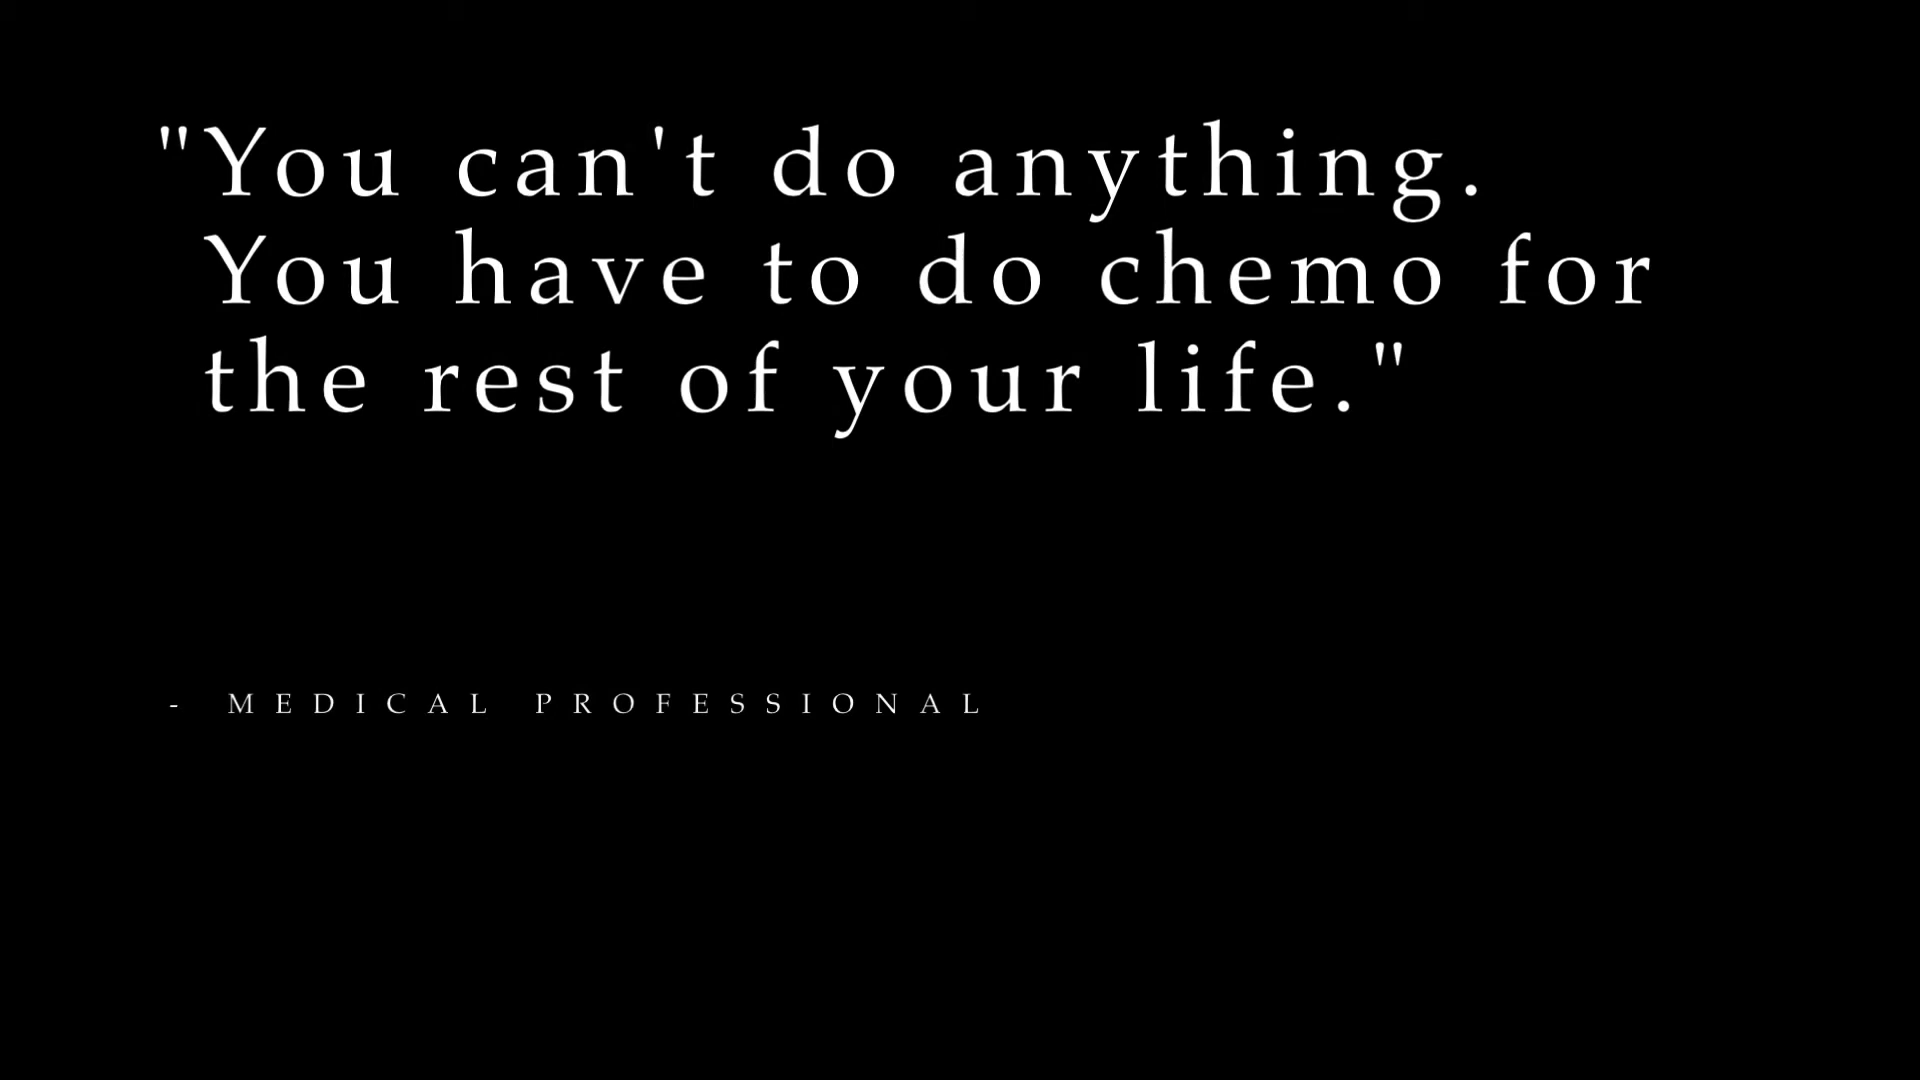 "You can't do anything.
You have to do chemo for
the rest of your life."
- MEDICAL PROFESSIONAL